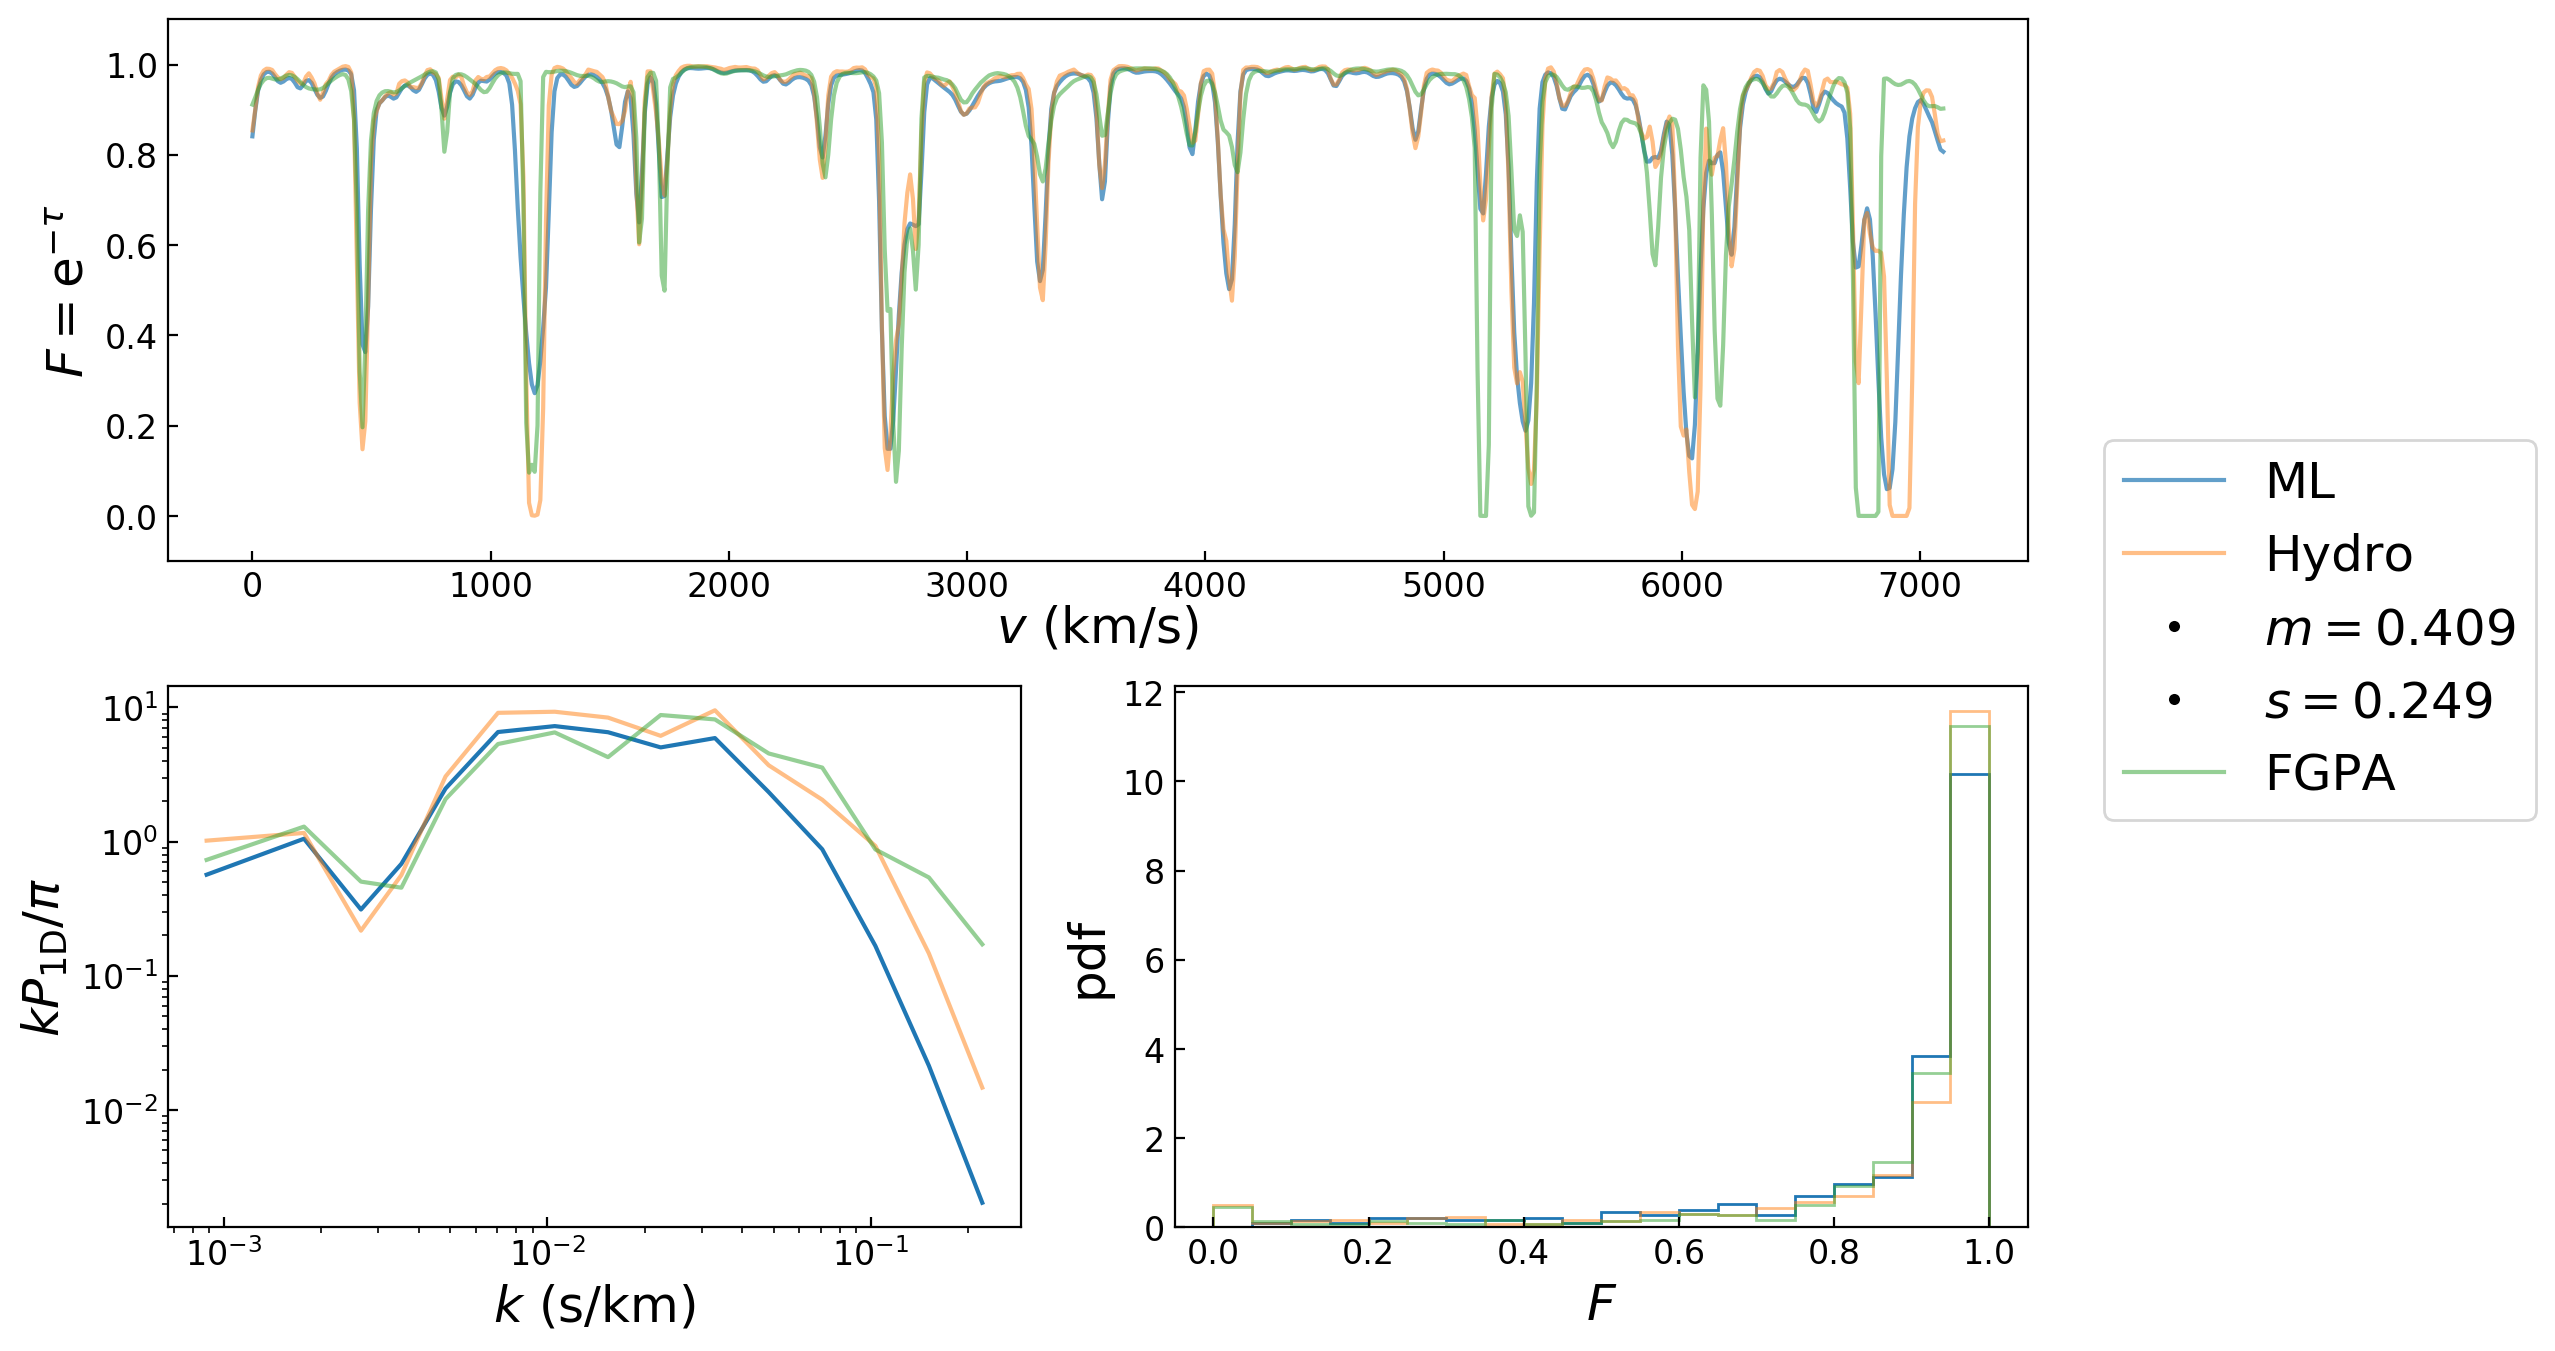 1.0
0.8
0.6
0.4
0.2
0.0
F = e^{-τ}
0 1000 2000 3000 4000 5000 6000 7000
v (km/s)
ML
Hydro
m = 0.409
s = 0.249
FGPA
10^1
10^0
10^{-1}
10^{-2}
kP_{1D}/π
10^{-3} 10^{-2} 10^{-1}
k (s/km)
12
10
8
6
4
2
0
pdf
0.0 0.2 0.4 0.6 0.8 1.0
F